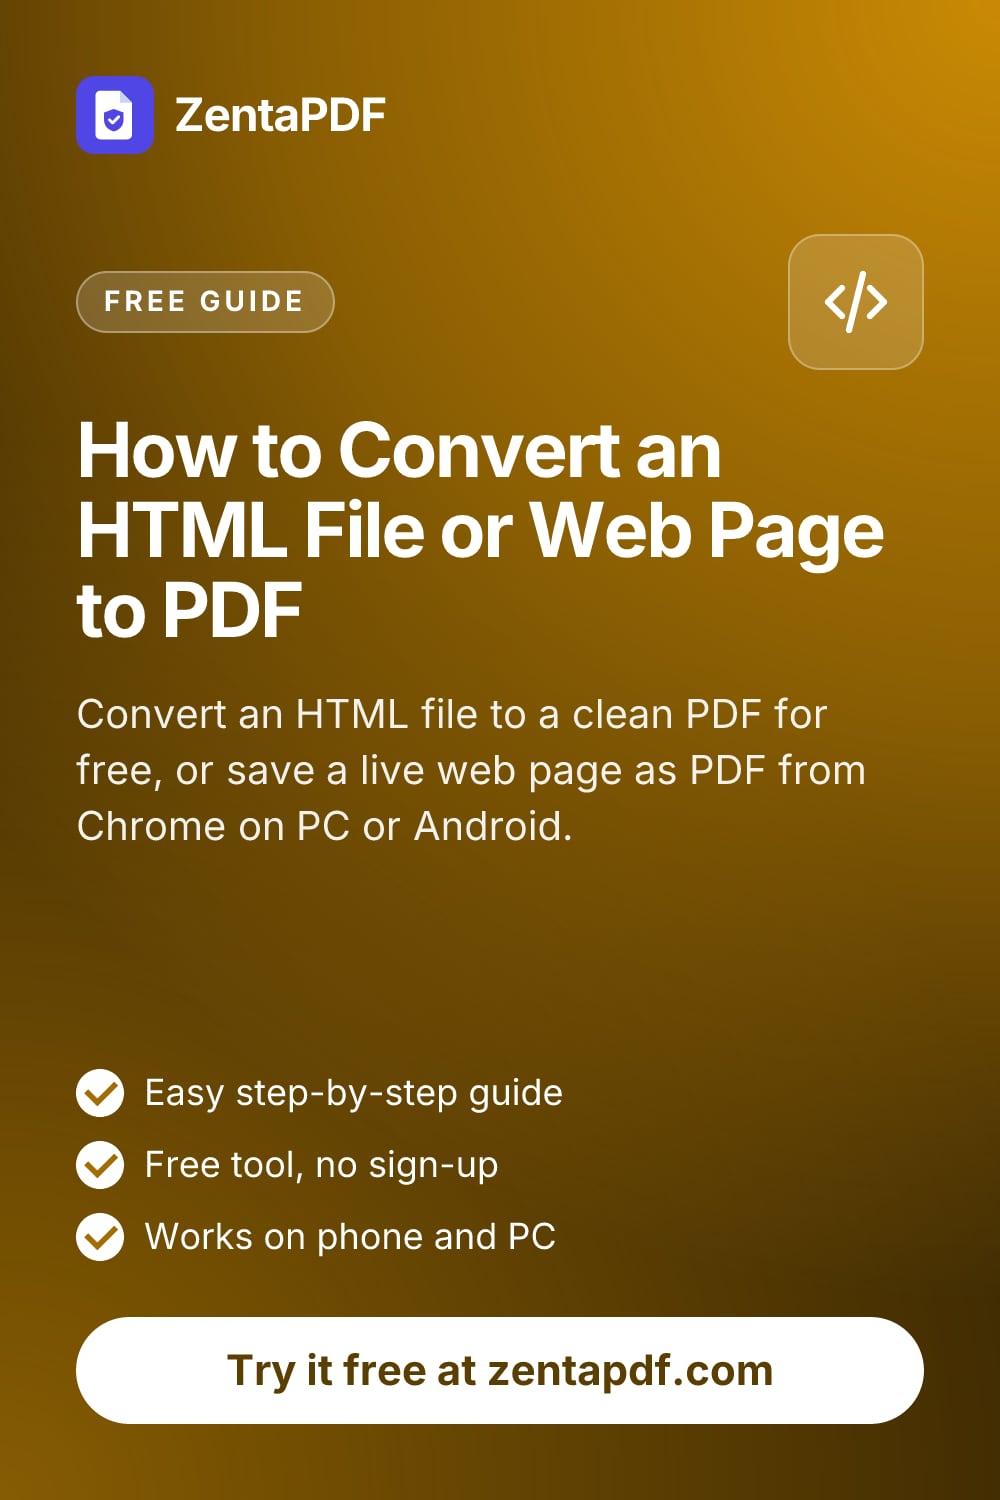 ZentaPDF
FREE GUIDE
</>
How to Convert an
HTML File or Web Page
to PDF
Convert an HTML file to a clean PDF for
free, or save a live web page as PDF from
Chrome on PC or Android.
Easy step-by-step guide
Free tool, no sign-up
Works on phone and PC
Try it free at zentapdf.com